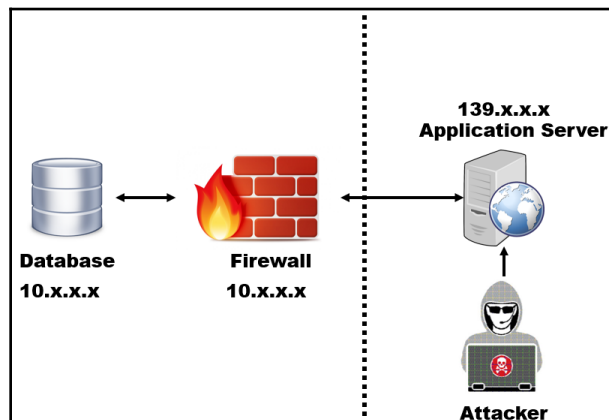 139.x.x.x
Application Server
Database
10.x.x.x
Firewall
10.x.x.x
Attacker